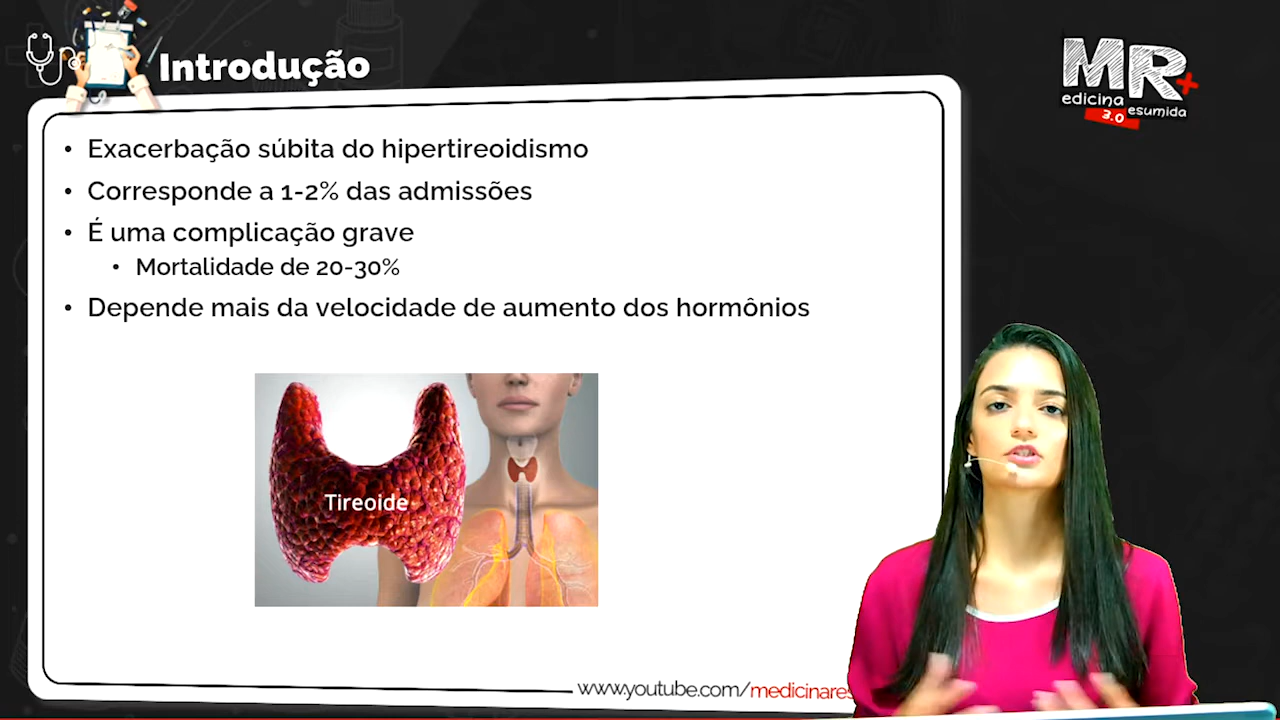 Introdução
MR+
edicina esumida
3.0
• Exacerbação súbita do hipertireoidismo
• Corresponde a 1-2% das admissões
• É uma complicação grave
• Mortalidade de 20-30%
• Depende mais da velocidade de aumento dos hormônios
Tireoide
www.youtube.com/medicinares